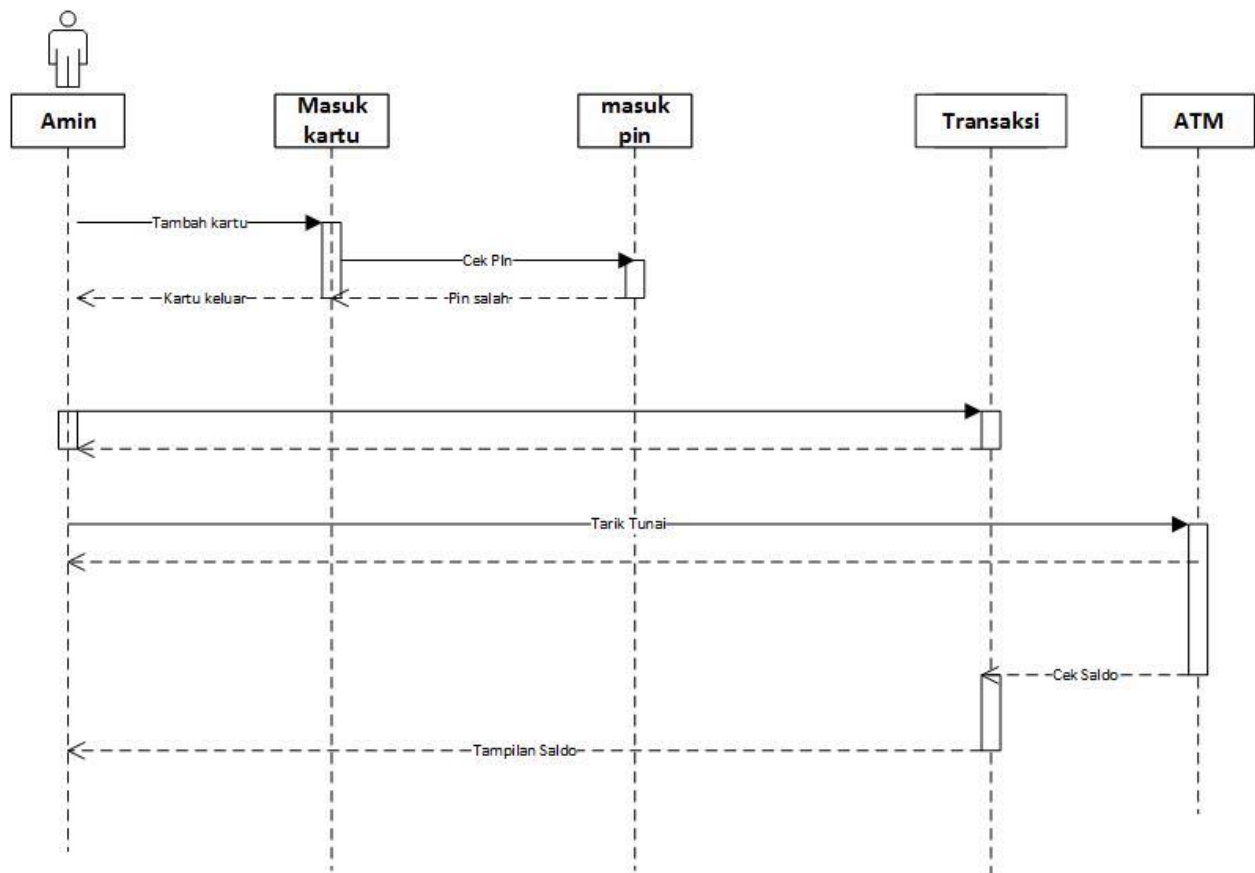 Amin
Masuk
kartu
masuk
pin
Transaksi
ATM
Tambah kartu
Cek PIn
Kartu keluar
Pin salah
Tarik Tunai
Cek Saldo
Tampilan Saldo